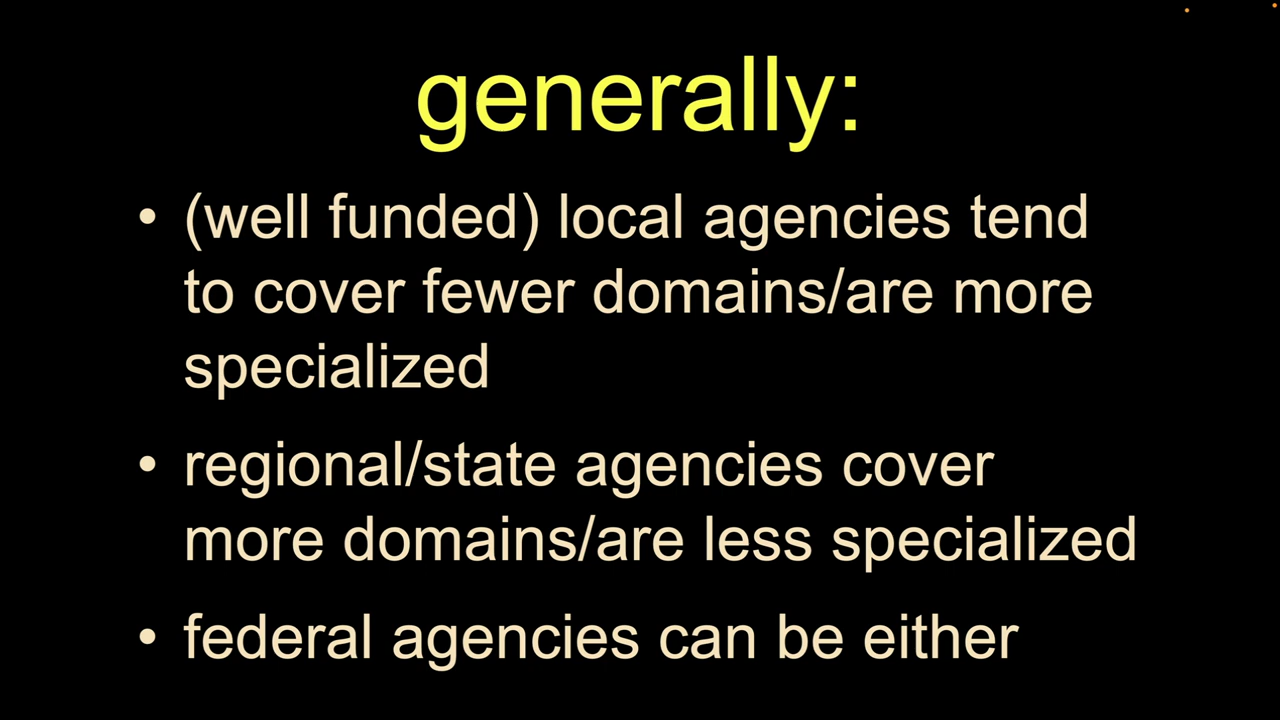 generally:
• (well funded) local agencies tend
to cover fewer domains/are more
specialized
• regional/state agencies cover
more domains/are less specialized
• federal agencies can be either